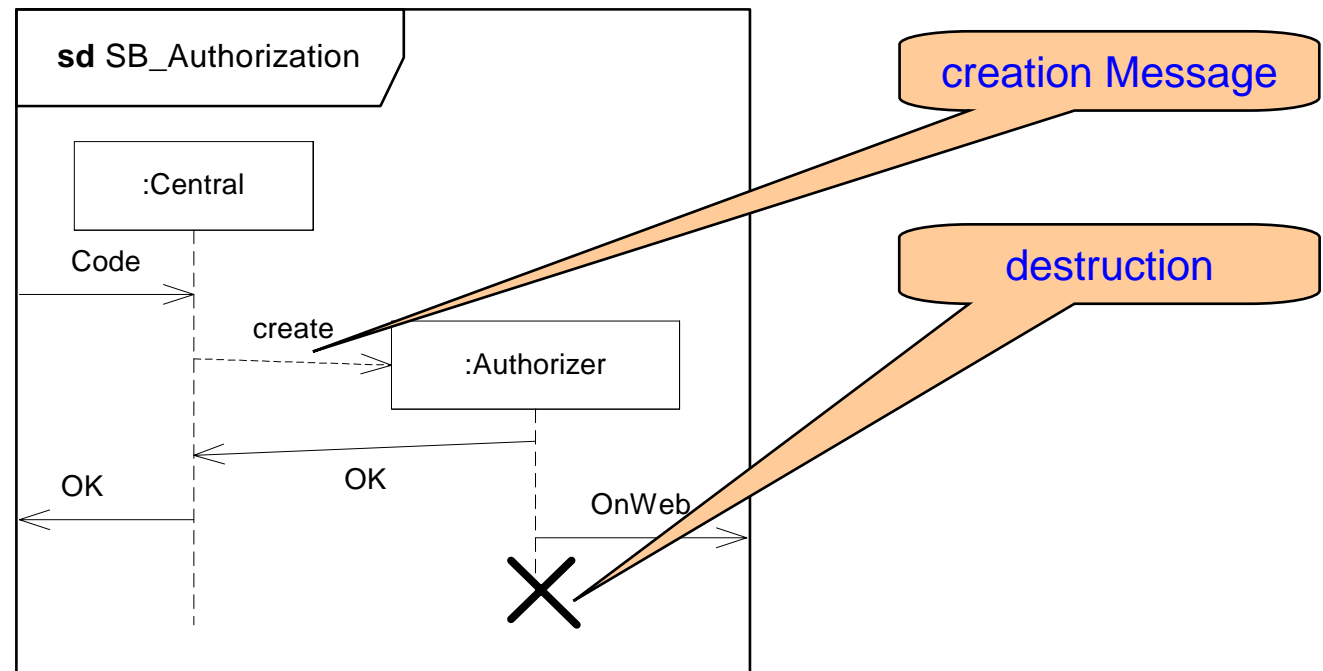 sd SB_Authorization
creation Message
:Central
destruction
Code
create
:Authorizer
OK
OK
OnWeb